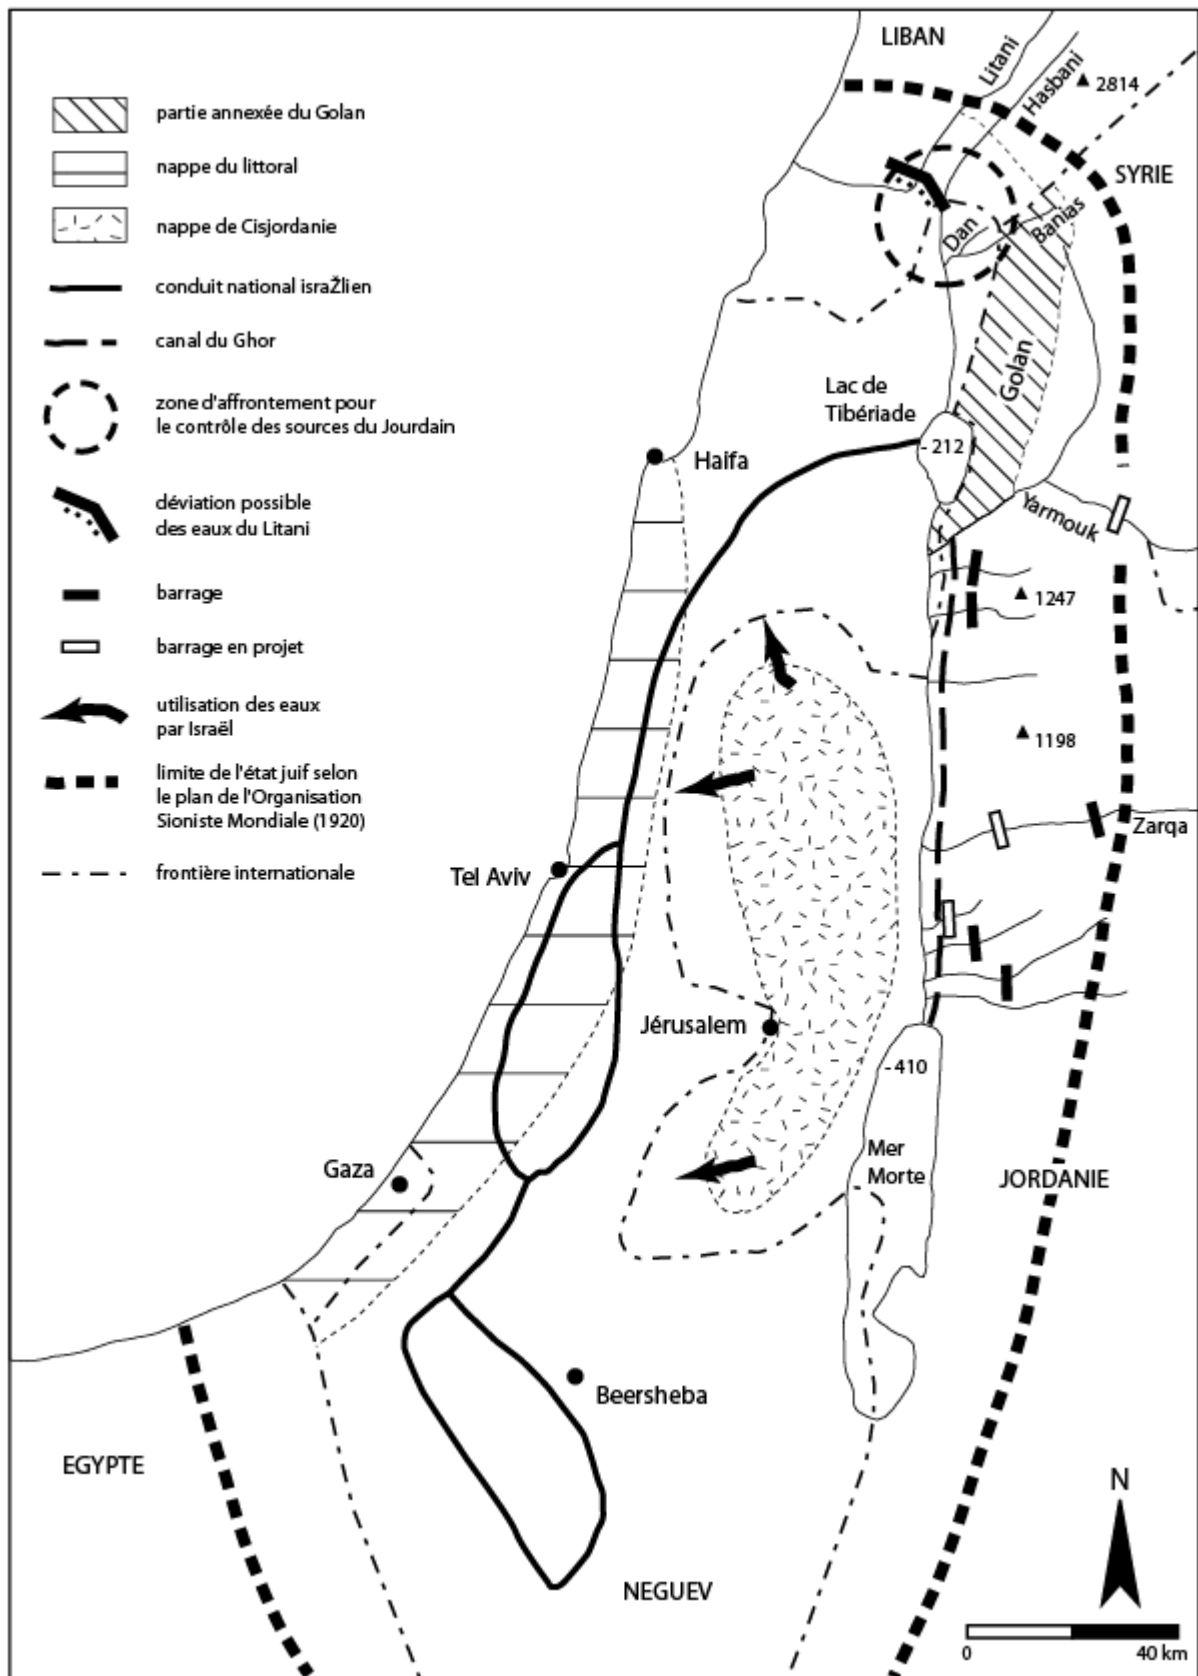 partie annexée du Golan
nappe du littoral
nappe de Cisjordanie
conduit national israŽlien
canal du Ghor
zone d'affrontement pour
le contrôle des sources du Jourdain
déviation possible
des eaux du Litani
barrage
barrage en projet
utilisation des eaux
par Israël
limite de l'état juif selon
le plan de l'Organisation
Sioniste Mondiale (1920)
frontière internationale
LIBAN
Litani
Hasbani
2814
SYRIE
Dan
Banias
Golan
Lac de
Tibériade
- 212
Haifa
Yarmouk
1247
1198
Zarqa
Tel Aviv
Jérusalem
- 410
Mer
Morte
JORDANIE
Gaza
Beersheba
EGYPTE
NEGUEV
N
0
40 km